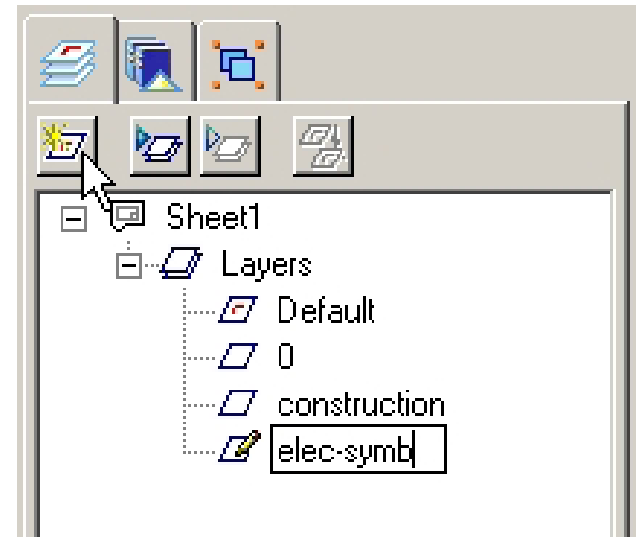 Sheet1
Layers
Default
0
construction
elec-symb